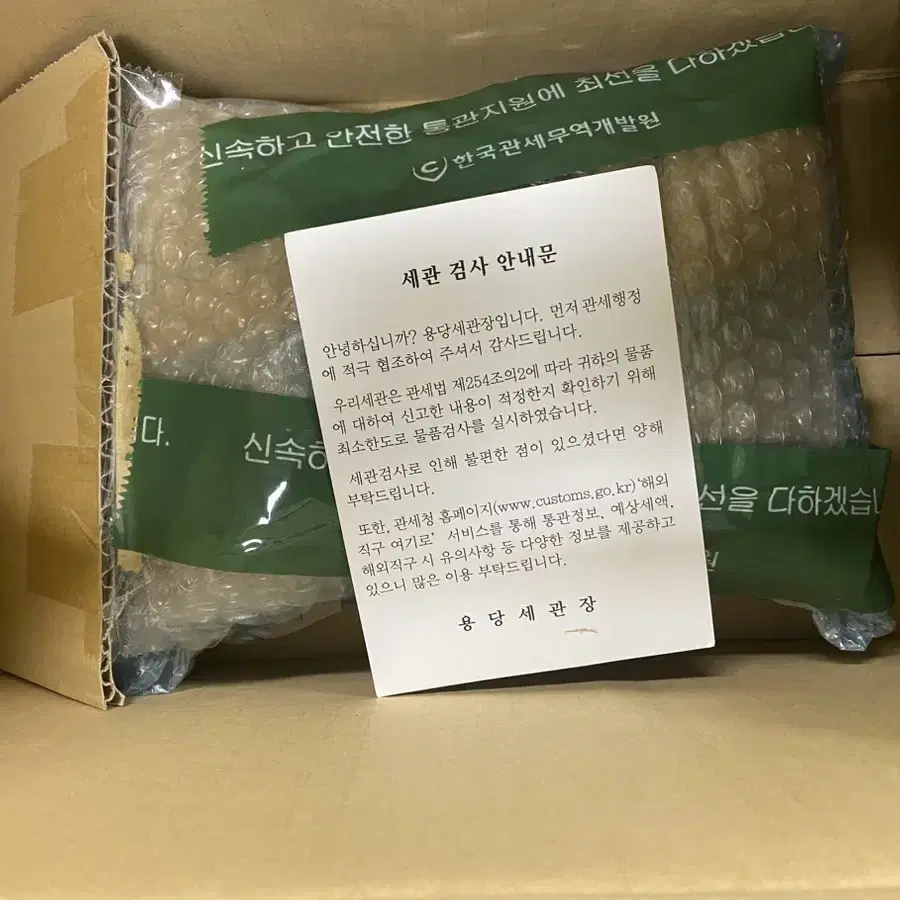 신속하고 안전한 통관지원에 최선을 다하겠습니
한국관세무역개발원
세관 검사 안내문
안녕하십니까? 용당세관장입니다. 먼저 관세행정
에 적극 협조하여 주셔서 감사드립니다.
우리세관은 관세법 제254조의2에 따라 귀하의 물품
에 대하여 신고한 내용이 적정한지 확인하기 위해
최소한도로 물품검사를 실시하였습니다.
세관검사로 인해 불편한 점이 있으셨다면 양해
부탁드립니다.
또한, 관세청 홈페이지(www.customs.go.kr)‘해외
직구 여기로’ 서비스를 통해 통관정보, 예상세액,
해외직구 시 유의사항 등 다양한 정보를 제공하고
있으니 많은 이용 부탁드립니다.
용 당 세 관 장
다. 신속하 선을 다하겠습니
원